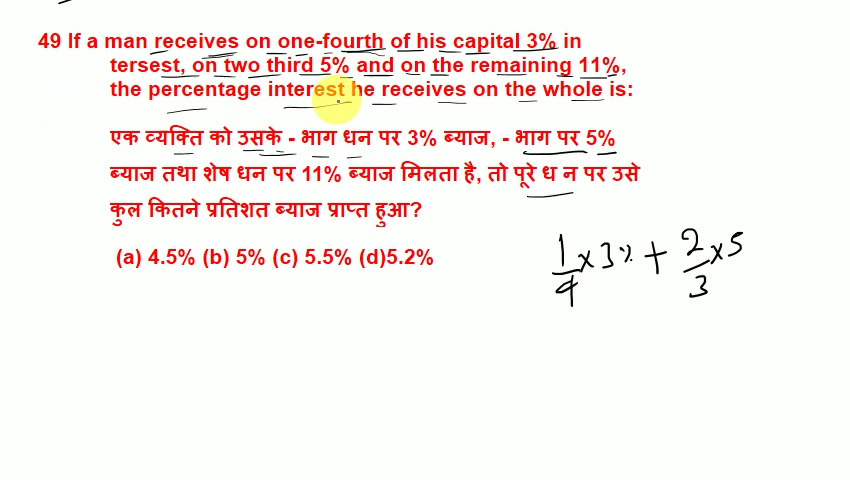 49 If a man receives on one-fourth of his capital 3% in
tersest, on two third 5% and on the remaining 11%,
the percentage interest he receives on the whole is:
एक व्यक्ति को उसके - भाग धन पर 3% ब्याज, - भाग पर 5%
ब्याज तथा शेष धन पर 11% ब्याज मिलता है, तो पूरे ध न पर उसे
कुल कितने प्रतिशत ब्याज प्राप्त हुआ?
(a) 4.5% (b) 5% (c) 5.5% (d)5.2%
1/4 × 3% + 2/3 × 5